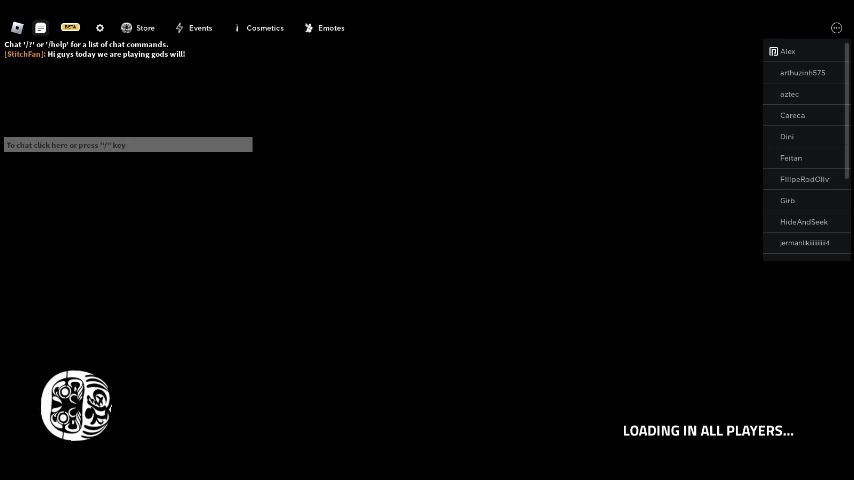 BETA
Store
Events
Cosmetics
Emotes
Chat '/?' or '/help' for a list of chat commands.
[StitchFan]: Hi guys today we are playing gods will!
To chat click here or press "/" key
Alex
arthuzinh575
aztec
Careca
Dini
Feitan
FillipeRodOliv
Girb
HideAndSeek
LOADING IN ALL PLAYERS...